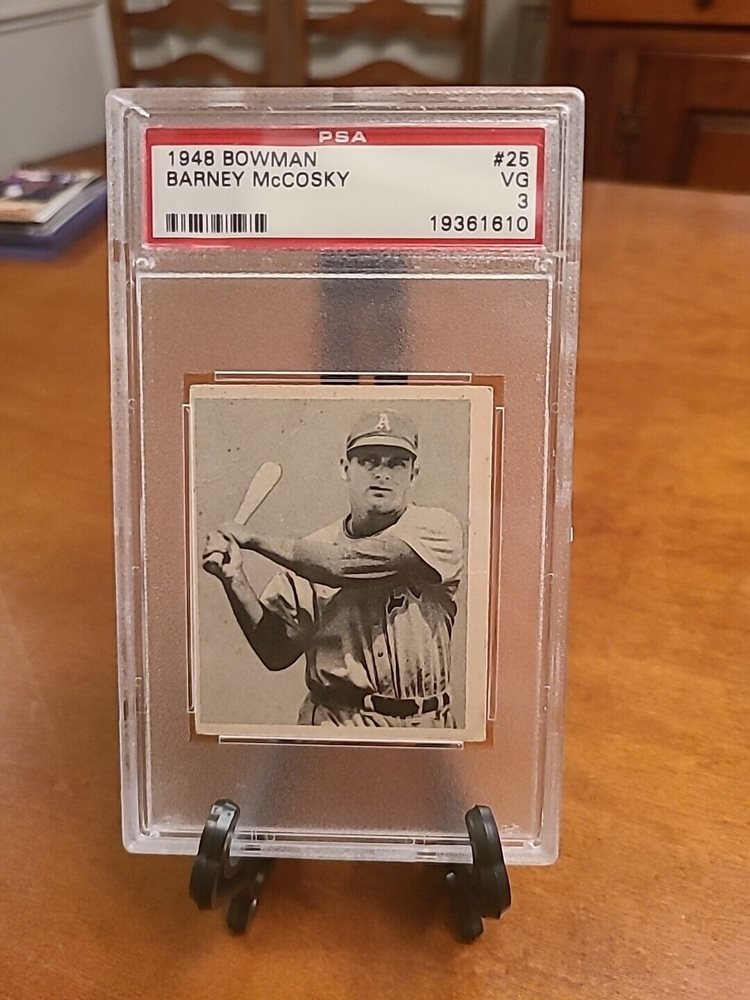 PSA
1948 BOWMAN #25
BARNEY McCOSKY VG
3
19361610
A